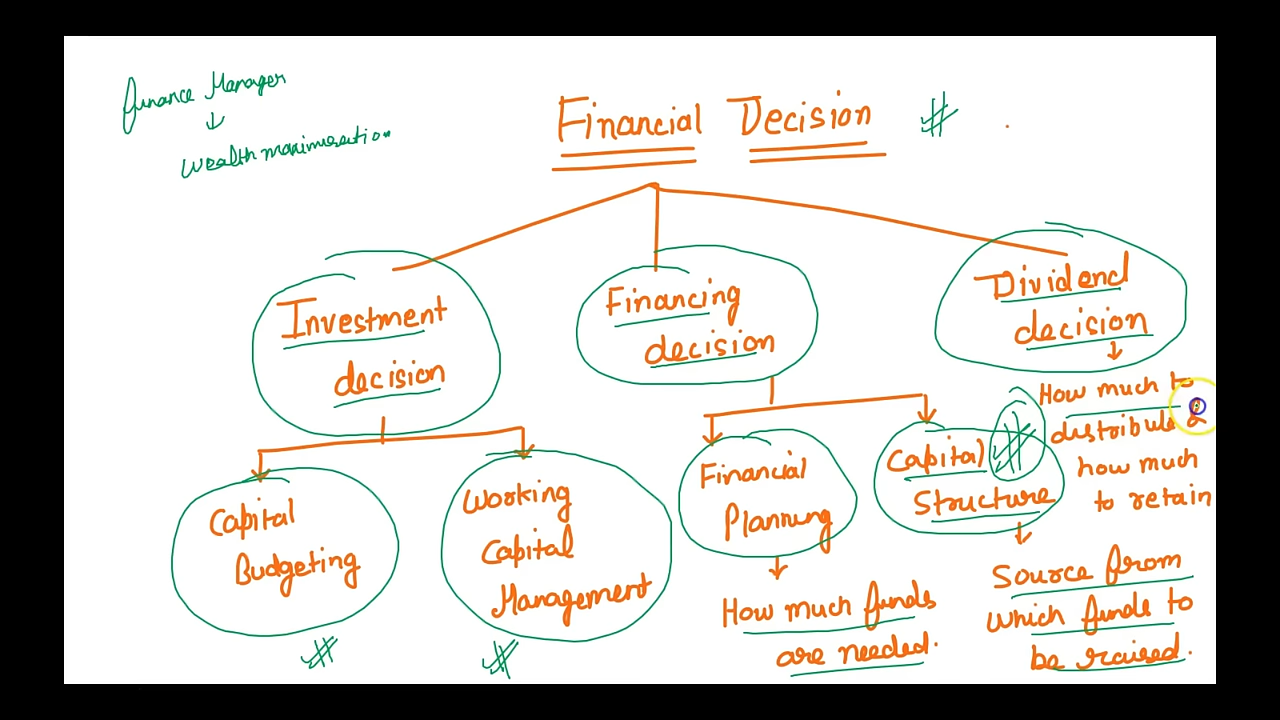 finance Manager
↓
Wealth maximisation
Financial Decision #
Investment
decision
Financing
decision
Dividend
decision
↓
How much to
distribute &
how much
to retain
Capital
Budgeting
#
Working
Capital
Management
#
Financial
Planning
↓
How much funds
are needed.
Capital #
Structure
↓
Source from
which funds to
be raised.